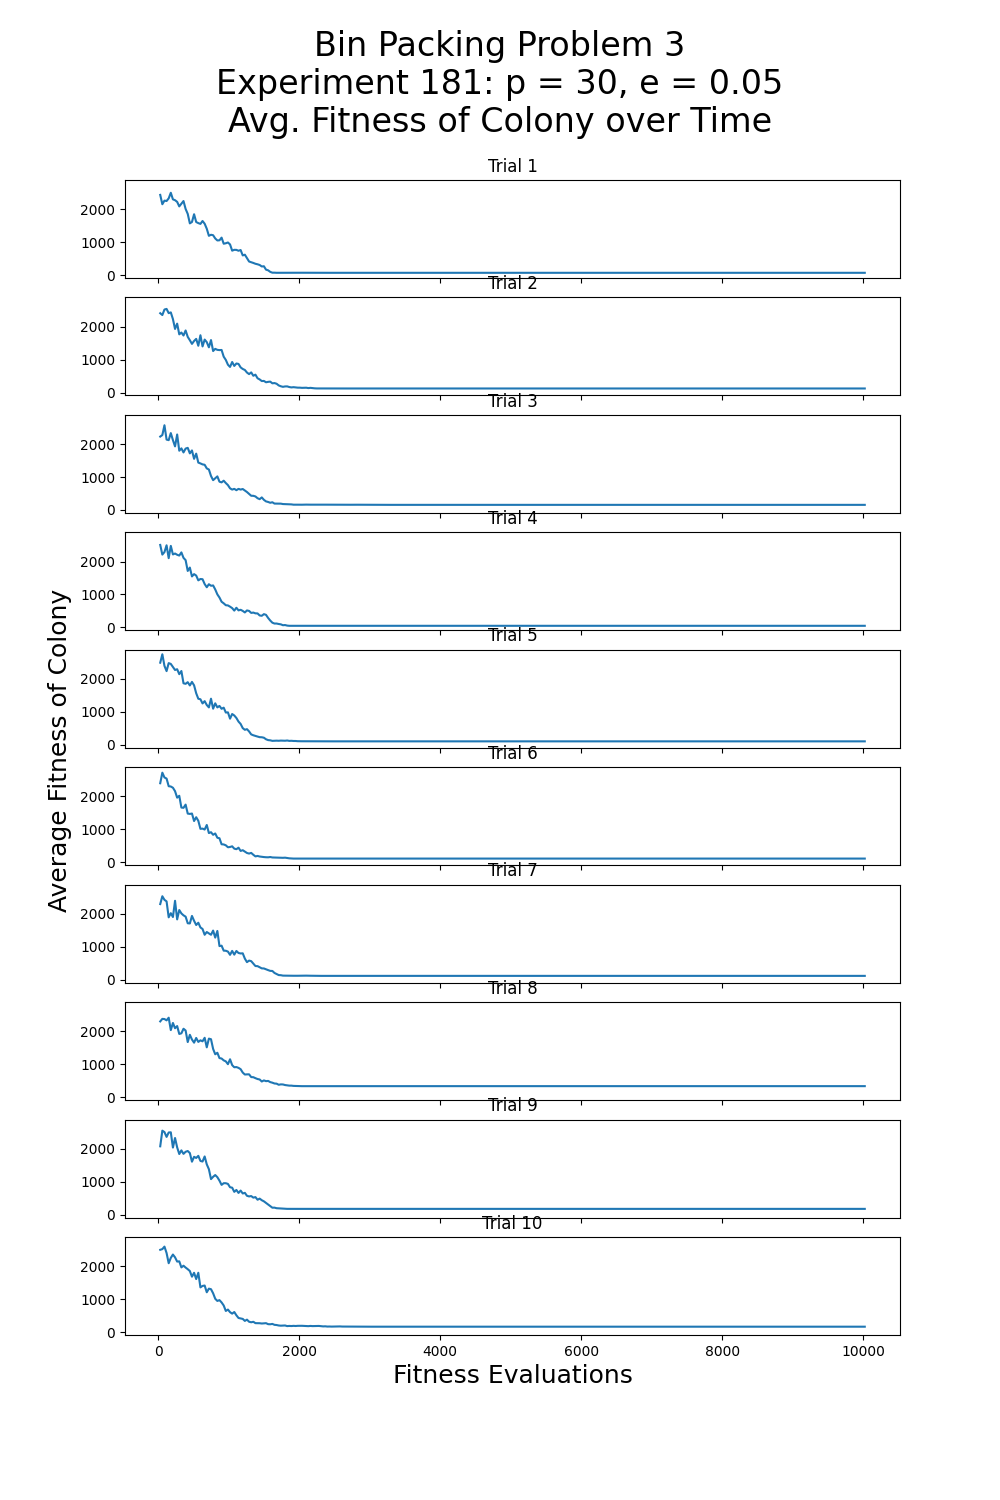 Bin Packing Problem 3
Experiment 181: p = 30, e = 0.05
Avg. Fitness of Colony over Time
Average Fitness of Colony
Trial 1
2000
1000
0
Trial 2
2000
1000
0
Trial 3
2000
1000
0
Trial 4
2000
1000
0
Trial 5
2000
1000
0
Trial 6
2000
1000
0
Trial 7
2000
1000
0
Trial 8
2000
1000
0
Trial 9
2000
1000
0
Trial 10
2000
1000
0
0 2000 4000 6000 8000 10000
Fitness Evaluations